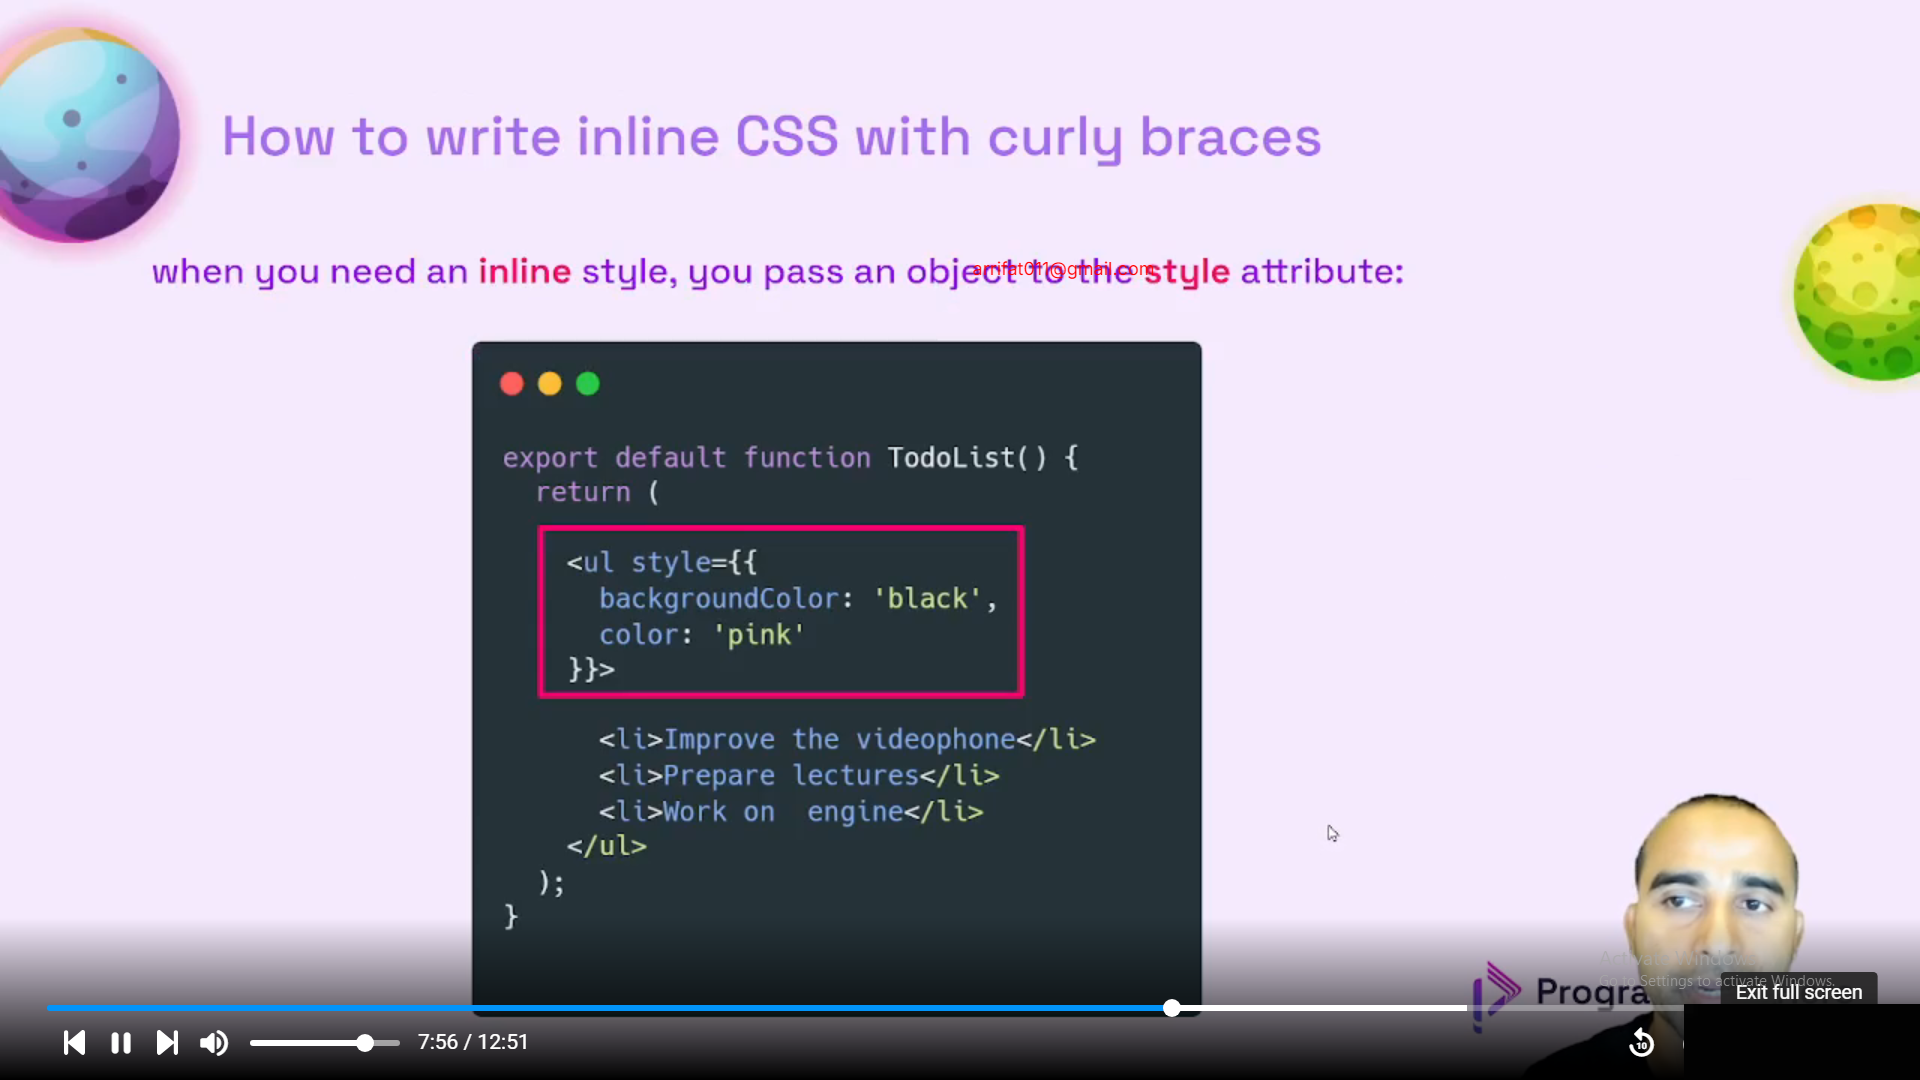 How to write inline CSS with curly braces
when you need an inline style, you pass an object to the style attribute:
arrifat011@gmail.com
export default function TodoList() {
return (
<ul style={{
backgroundColor: 'black',
color: 'pink'
}}>
<li>Improve the videophone</li>
<li>Prepare lectures</li>
<li>Work on  engine</li>
</ul>
);
}
Activate Windows
Go to Settings to activate Windows.
Progra
Exit full screen
7:56 / 12:51
10